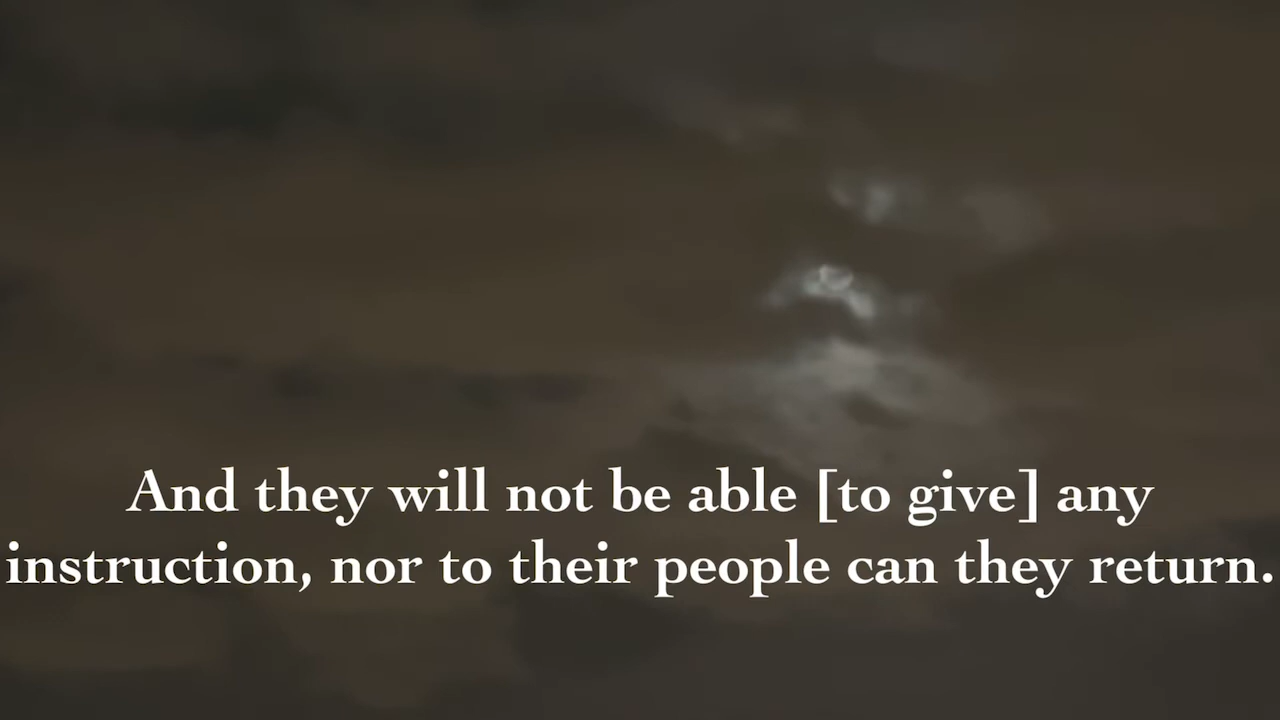 And they will not be able [to give] any
instruction, nor to their people can they return.